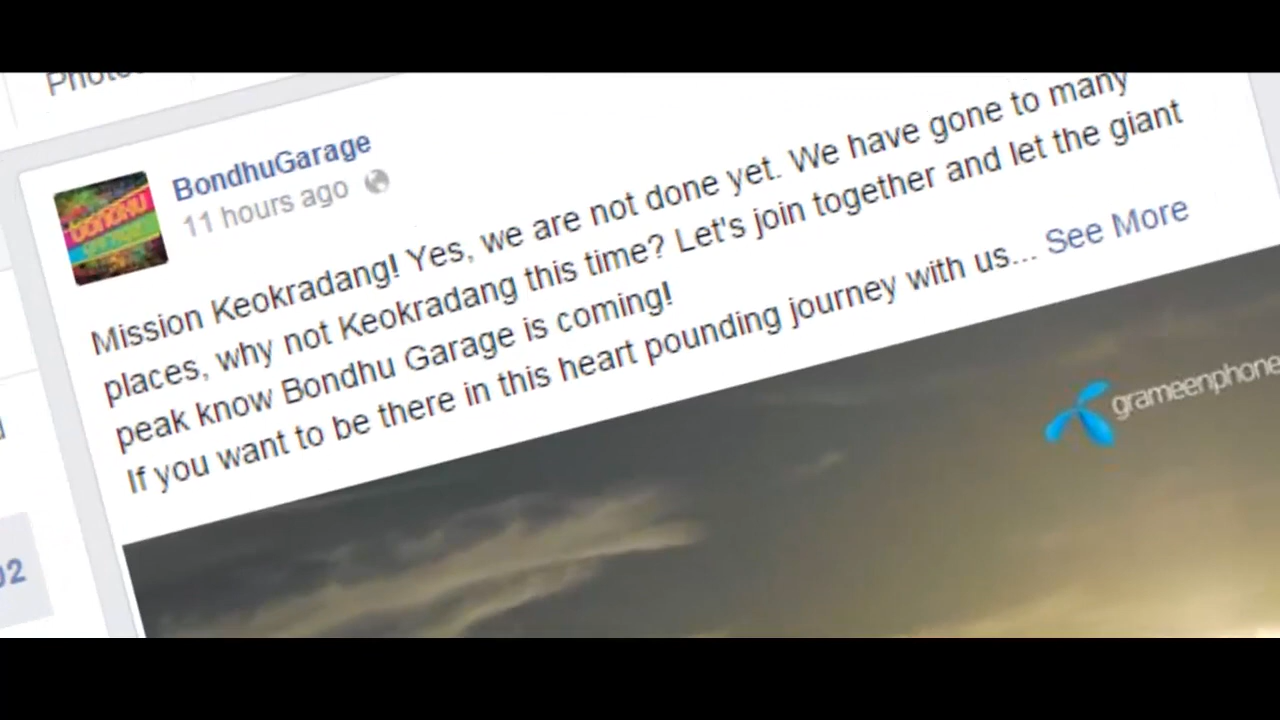 BondhuGarage
11 hours ago
Mission Keokradang! Yes, we are not done yet. We have gone to many
places, why not Keokradang this time? Let's join together and let the giant
peak know Bondhu Garage is coming!
If you want to be there in this heart pounding journey with us... See More
grameenphone
BONDHU
02